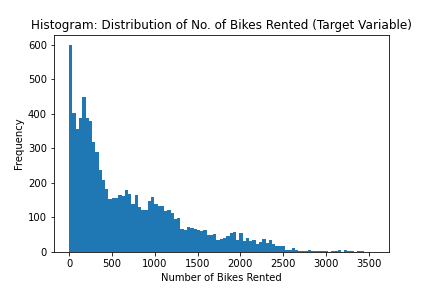 Histogram: Distribution of No. of Bikes Rented (Target Variable)
600
500
400
300
200
100
0
Frequency
0 500 1000 1500 2000 2500 3000 3500
Number of Bikes Rented